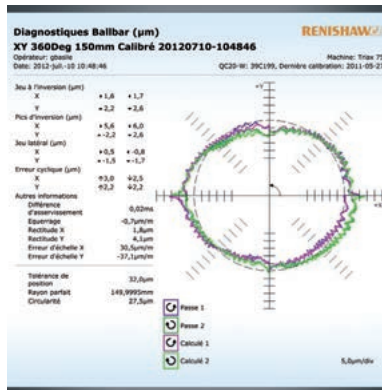 Diagnostiques Ballbar (µm)
RENISHAW
XY 360Deg 150mm Calibré 20120710-104846
Opérateur: gbasile
Machine: Triax 75
Date: 2012-juil.-10 10:48:46
QC20-W: 39C199, Dernière calibration: 2011-05-27
Jeu à l'inversion (µm)
X ▸1,6 ◂1,7
Y ▸2,2 ◂2,6
Pics d'inversion (µm)
X ▸5,6 ◂6,0
Y ▸-2,2 ◂2,6
Jeu latéral (µm)
X ▸0,5 ◂-0,8
Y ▸-1,5 ◂-1,7
Erreur cyclique (µm)
X ↑3,0 ↓2,5
Y ↑2,2 ↓2,2
Autres informations
Différence d'asservissement 0,02ms
Equerrage -0,7µm/m
Rectitude X 1,8µm
Rectitude Y 4,1µm
Erreur d'échelle X 30,5µm/m
Erreur d'échelle Y -37,1µm/m
Tolérance de position 32,0µm
Rayon parfait 149,9995mm
Circularité 27,5µm
+Y
+X
Passe 1
Passe 2
Calculé 1
Calculé 2
5,0µm/div